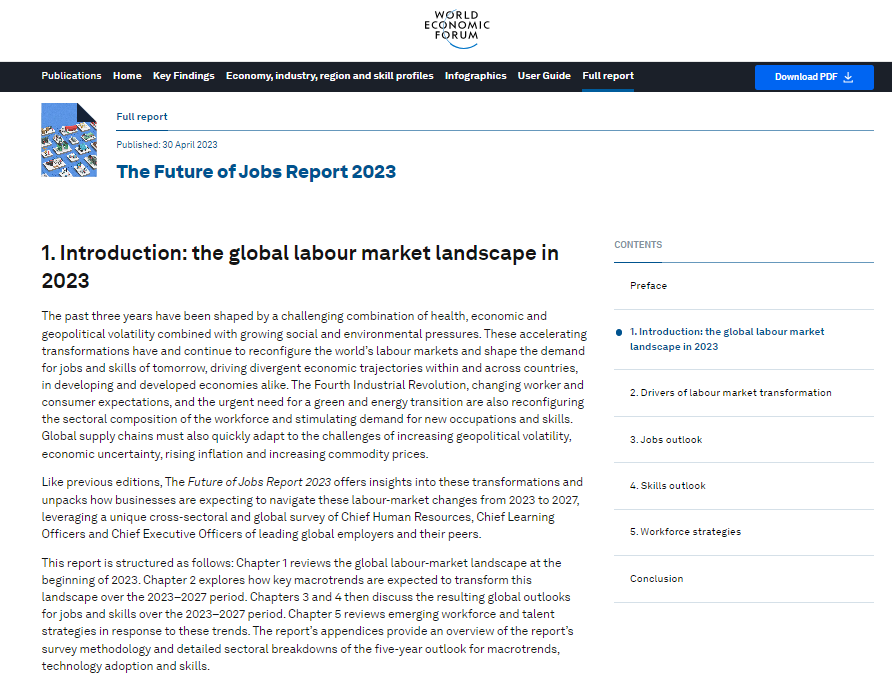 WORLD
ECONOMIC
FORUM
Publications Home Key Findings Economy, industry, region and skill profiles Infographics User Guide Full report Download PDF
Full report
Published: 30 April 2023
The Future of Jobs Report 2023
1. Introduction: the global labour market landscape in
2023
The past three years have been shaped by a challenging combination of health, economic and
geopolitical volatility combined with growing social and environmental pressures. These accelerating
transformations have and continue to reconfigure the world's labour markets and shape the demand
for jobs and skills of tomorrow, driving divergent economic trajectories within and across countries,
in developing and developed economies alike. The Fourth Industrial Revolution, changing worker and
consumer expectations, and the urgent need for a green and energy transition are also reconfiguring
the sectoral composition of the workforce and stimulating demand for new occupations and skills.
Global supply chains must also quickly adapt to the challenges of increasing geopolitical volatility,
economic uncertainty, rising inflation and increasing commodity prices.
Like previous editions, The Future of Jobs Report 2023 offers insights into these transformations and
unpacks how businesses are expecting to navigate these labour-market changes from 2023 to 2027,
leveraging a unique cross-sectoral and global survey of Chief Human Resources, Chief Learning
Officers and Chief Executive Officers of leading global employers and their peers.
This report is structured as follows: Chapter 1 reviews the global labour-market landscape at the
beginning of 2023. Chapter 2 explores how key macrotrends are expected to transform this
landscape over the 2023–2027 period. Chapters 3 and 4 then discuss the resulting global outlooks
for jobs and skills over the 2023–2027 period. Chapter 5 reviews emerging workforce and talent
strategies in response to these trends. The report's appendices provide an overview of the report's
survey methodology and detailed sectoral breakdowns of the five-year outlook for macrotrends,
technology adoption and skills.
CONTENTS
Preface
1. Introduction: the global labour market
landscape in 2023
2. Drivers of labour market transformation
3. Jobs outlook
4. Skills outlook
5. Workforce strategies
Conclusion